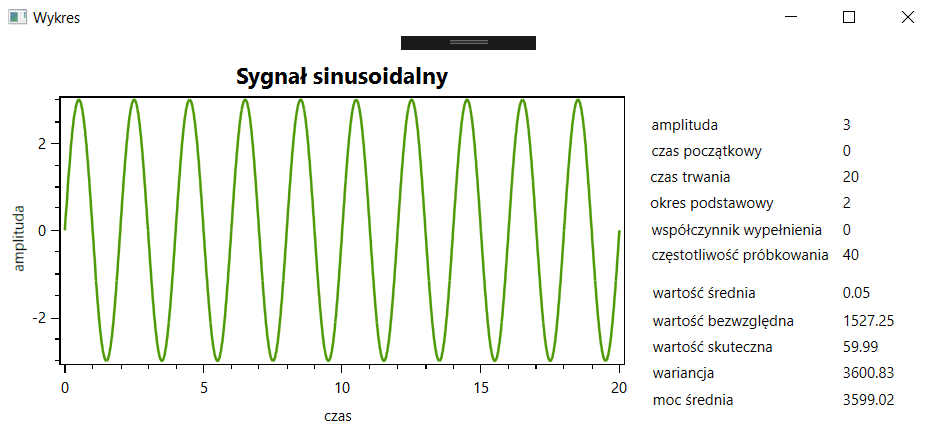 Wykres
Sygnał sinusoidalny
amplituda
2
0
-2
0 5 10 15 20
czas
amplituda 3
czas początkowy 0
czas trwania 20
okres podstawowy 2
współczynnik wypełnienia 0
częstotliwość próbkowania 40
wartość średnia 0.05
wartość bezwzględna 1527.25
wartość skuteczna 59.99
wariancja 3600.83
moc średnia 3599.02